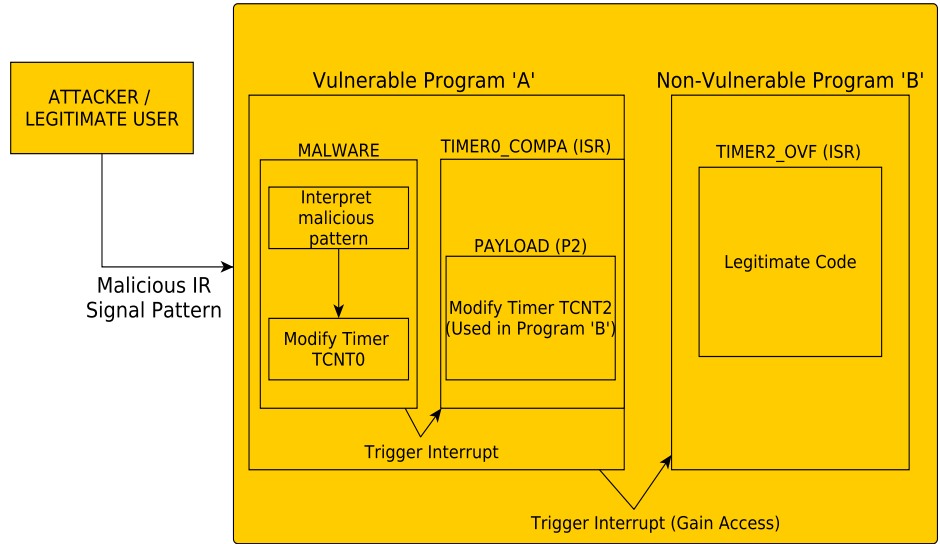 Vulnerable Program 'A'
Non-Vulnerable Program 'B'
ATTACKER /
LEGITIMATE USER
MALWARE
TIMER0_COMPA (ISR)
TIMER2_OVF (ISR)
Interpret
malicious
pattern
PAYLOAD (P2)
Legitimate Code
Malicious IR
Signal Pattern
Modify Timer
TCNT0
Modify Timer TCNT2
(Used in Program 'B')
Trigger Interrupt
Trigger Interrupt (Gain Access)